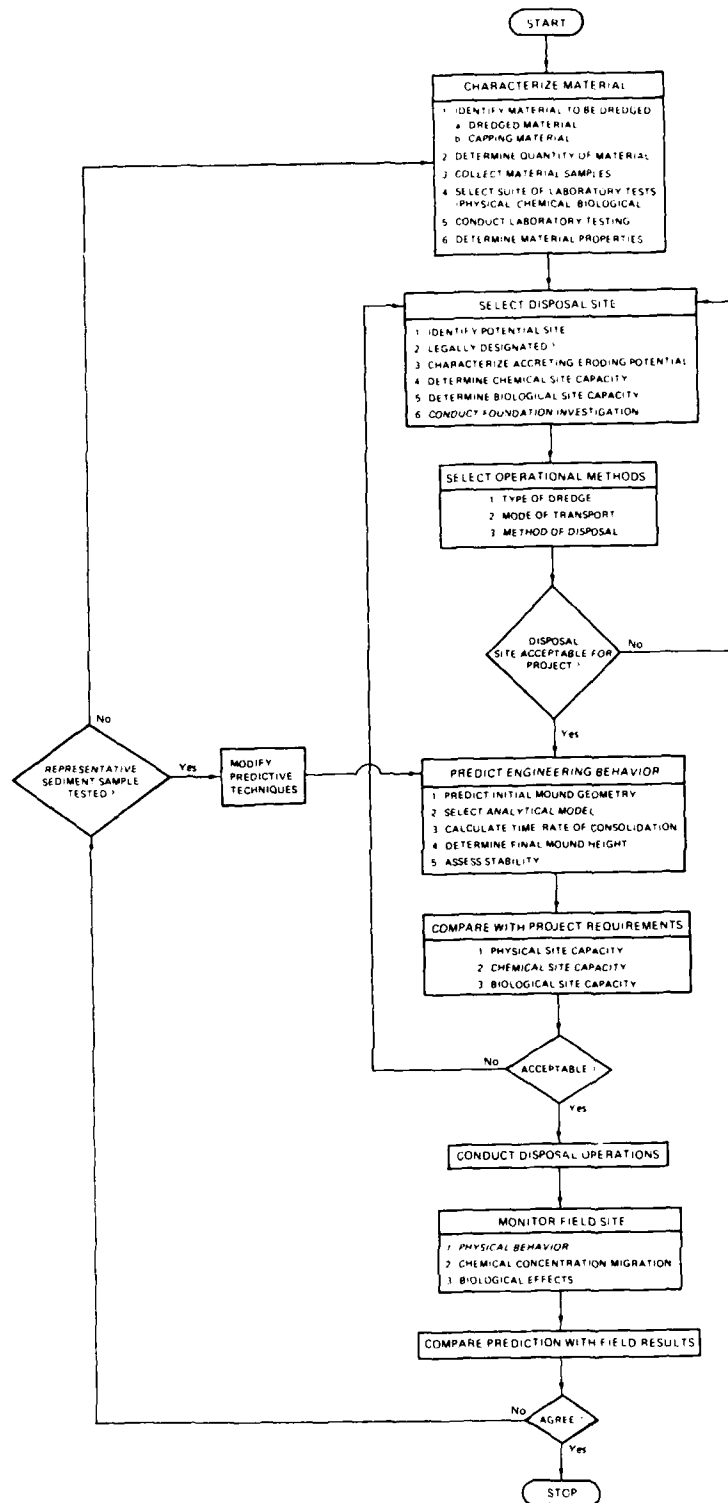 START
CHARACTERIZE MATERIAL
1 IDENTIFY MATERIAL TO BE DREDGED
a DREDGED MATERIAL
b CAPPING MATERIAL
2 DETERMINE QUANTITY OF MATERIAL
3 COLLECT MATERIAL SAMPLES
4 SELECT SUITE OF LABORATORY TESTS
(PHYSICAL CHEMICAL BIOLOGICAL
5 CONDUCT LABORATORY TESTING
6 DETERMINE MATERIAL PROPERTIES
SELECT DISPOSAL SITE
1 IDENTIFY POTENTIAL SITE
2 LEGALLY DESIGNATED ?
3 CHARACTERIZE ACCRETING ERODING POTENTIAL
4 DETERMINE CHEMICAL SITE CAPACITY
5 DETERMINE BIOLOGICAL SITE CAPACITY
6 CONDUCT FOUNDATION INVESTIGATION
SELECT OPERATIONAL METHODS
1 TYPE OF DREDGE
2 MODE OF TRANSPORT
3 METHOD OF DISPOSAL
DISPOSAL
SITE ACCEPTABLE FOR
PROJECT ?
No
Yes
No
REPRESENTATIVE
SEDIMENT SAMPLE
TESTED ?
Yes
MODIFY
PREDICTIVE
TECHNIQUES
PREDICT ENGINEERING BEHAVIOR
1 PREDICT INITIAL MOUND GEOMETRY
2 SELECT ANALYTICAL MODEL
3 CALCULATE TIME RATE OF CONSOLIDATION
4 DETERMINE FINAL MOUND HEIGHT
5 ASSESS STABILITY
COMPARE WITH PROJECT REQUIREMENTS
1 PHYSICAL SITE CAPACITY
2 CHEMICAL SITE CAPACITY
3 BIOLOGICAL SITE CAPACITY
No
ACCEPTABLE ?
Yes
CONDUCT DISPOSAL OPERATIONS
MONITOR FIELD SITE
1 PHYSICAL BEHAVIOR
2 CHEMICAL CONCENTRATION MIGRATION
3 BIOLOGICAL EFFECTS
COMPARE PREDICTION WITH FIELD RESULTS
No
AGREE ?
Yes
STOP